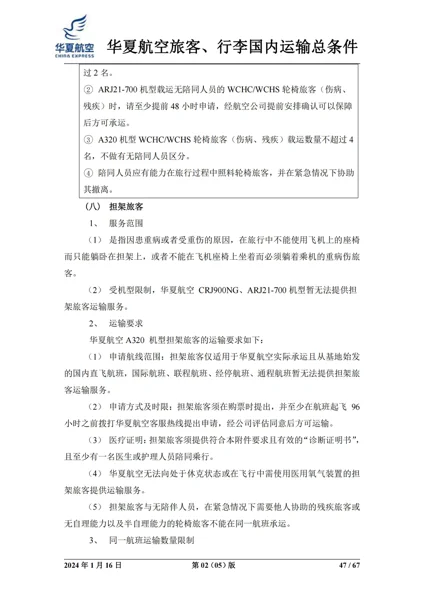 华夏航空
CHINA EXPRESS
华夏航空旅客、行李国内运输总条件
过 2 名。
② ARJ21-700 机型载运无陪同人员的 WCHC/WCHS 轮椅旅客（伤病、
残疾）时，请至少提前 48 小时申请，经航空公司提前安排确认可以保障
后方可承运。
③ A320 机型 WCHC/WCHS 轮椅旅客（伤病、残疾）载运数量不超过 4
名，不做有无陪同人员区分。
④ 陪同人员应有能力在旅行过程中照料轮椅旅客，并在紧急情况下协助
其撤离。
（八） 担架旅客
1、 服务范围
（1） 是指因患重病或者受重伤的原因，在旅行中不能使用飞机上的座椅
而只能躺卧在担架上，或者不能在飞机座椅上坐着而必须躺着乘机的重病伤旅
客。
（2） 受机型限制，华夏航空 CRJ900NG、ARJ21-700 机型暂无法提供担
架旅客运输服务。
2、 运输要求
华夏航空 A320 机型担架旅客的运输要求如下：
（1） 申请航线范围：担架旅客仅适用于华夏航空实际承运且从基地始发
的国内直飞航班，国际航班、联程航班、经停航班、通程航班暂无法提供担架旅
客运输服务。
（2） 申请方式及时限：担架旅客须在购票时提出，并至少在航班起飞 96
小时之前拨打华夏航空客服热线提出申请，经公司评估同意后方可运输。
（3） 医疗证明：担架旅客须提供符合本附件要求且有效的“诊断证明书”，
且至少有一名医生或护理人员陪同乘行。
（4） 华夏航空无法向处于休克状态或在飞行中需使用医用氧气装置的担
架旅客提供运输服务。
（5） 担架旅客与无陪伴人员，在紧急情况下需要他人协助的残疾旅客或
无自理能力以及半自理能力的轮椅旅客不能在同一航班承运。
3、 同一航班运输数量限制
2024 年 1 月 16 日 第 02（05）版 47 / 67